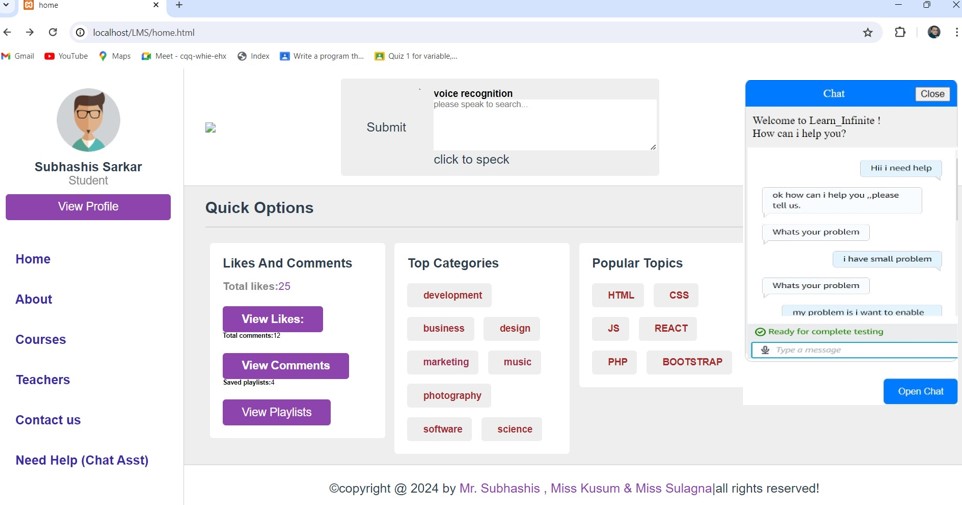 home
localhost/LMS/home.html
Gmail
YouTube
Maps
Meet - cqq-whie-ehx
Index
Write a program th...
Quiz 1 for variable,...
Subhashis Sarkar
Student
View Profile
Home
About
Courses
Teachers
Contact us
Need Help (Chat Asst)
voice recognition
please speak to search...
Submit
click to speck
Quick Options
Likes And Comments
Total likes:25
View Likes:
Total comments:12
View Comments
Saved playlists:4
View Playlists
Top Categories
development
business design
marketing music
photography
software science
Popular Topics
HTML CSS
JS REACT
PHP BOOTSTRAP
Chat
Close
Welcome to Learn_Infinite !
How can i help you?
Hii i need help
ok how can i help you ,,please
tell us.
Whats your problem
i have small problem
Whats your problem
my problem is i want to enable
Ready for complete testing
Type a message
Open Chat
©copyright @ 2024 by Mr. Subhashis , Miss Kusum & Miss Sulagna|all rights reserved!